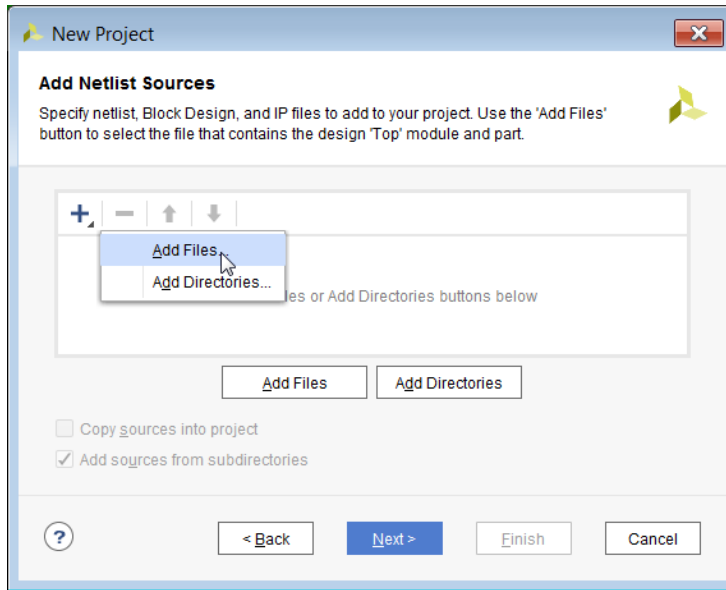 New Project
Add Netlist Sources
Specify netlist, Block Design, and IP files to add to your project. Use the 'Add Files'
button to select the file that contains the design 'Top' module and part.
Add Files...
Add Directories...
or Add Directories buttons below
Add Files
Add Directories
Copy sources into project
Add sources from subdirectories
?
< Back
Next >
Finish
Cancel